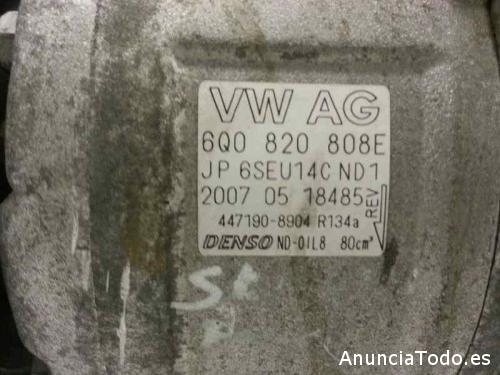 VW AG
6Q0 820 808E
JP 6SEU14C ND1
2007 05 18485
REV
447190-8904 R134a
DENSO ND-OIL8 80cm³
St
AnunciaTodo.es